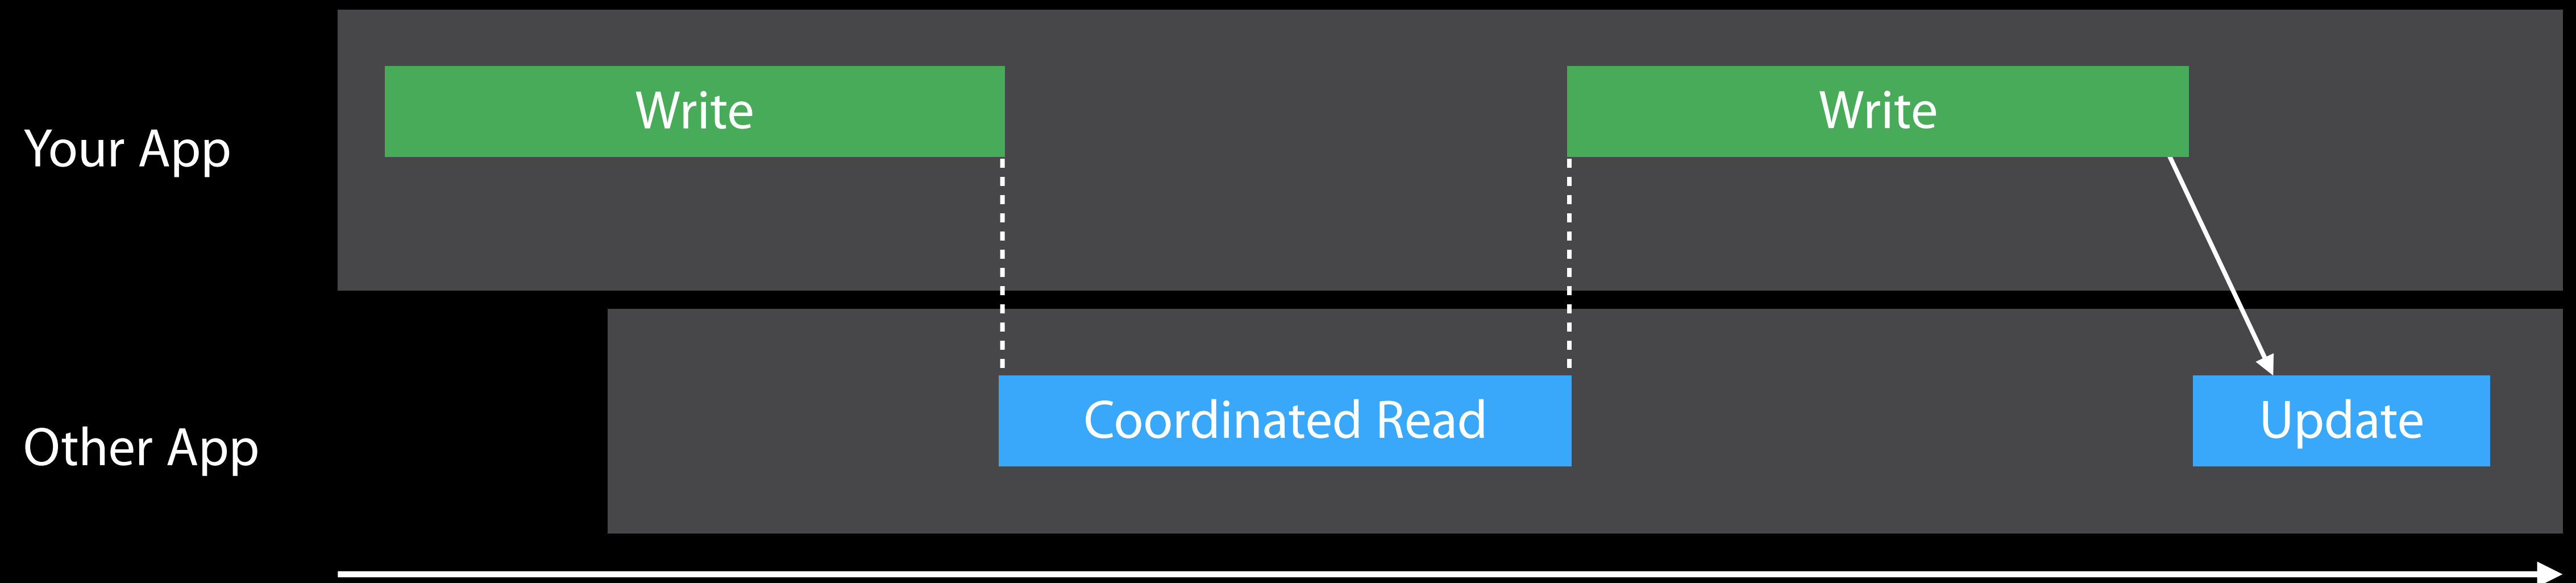 Your App
Write
Write
Other App
Coordinated Read
Update